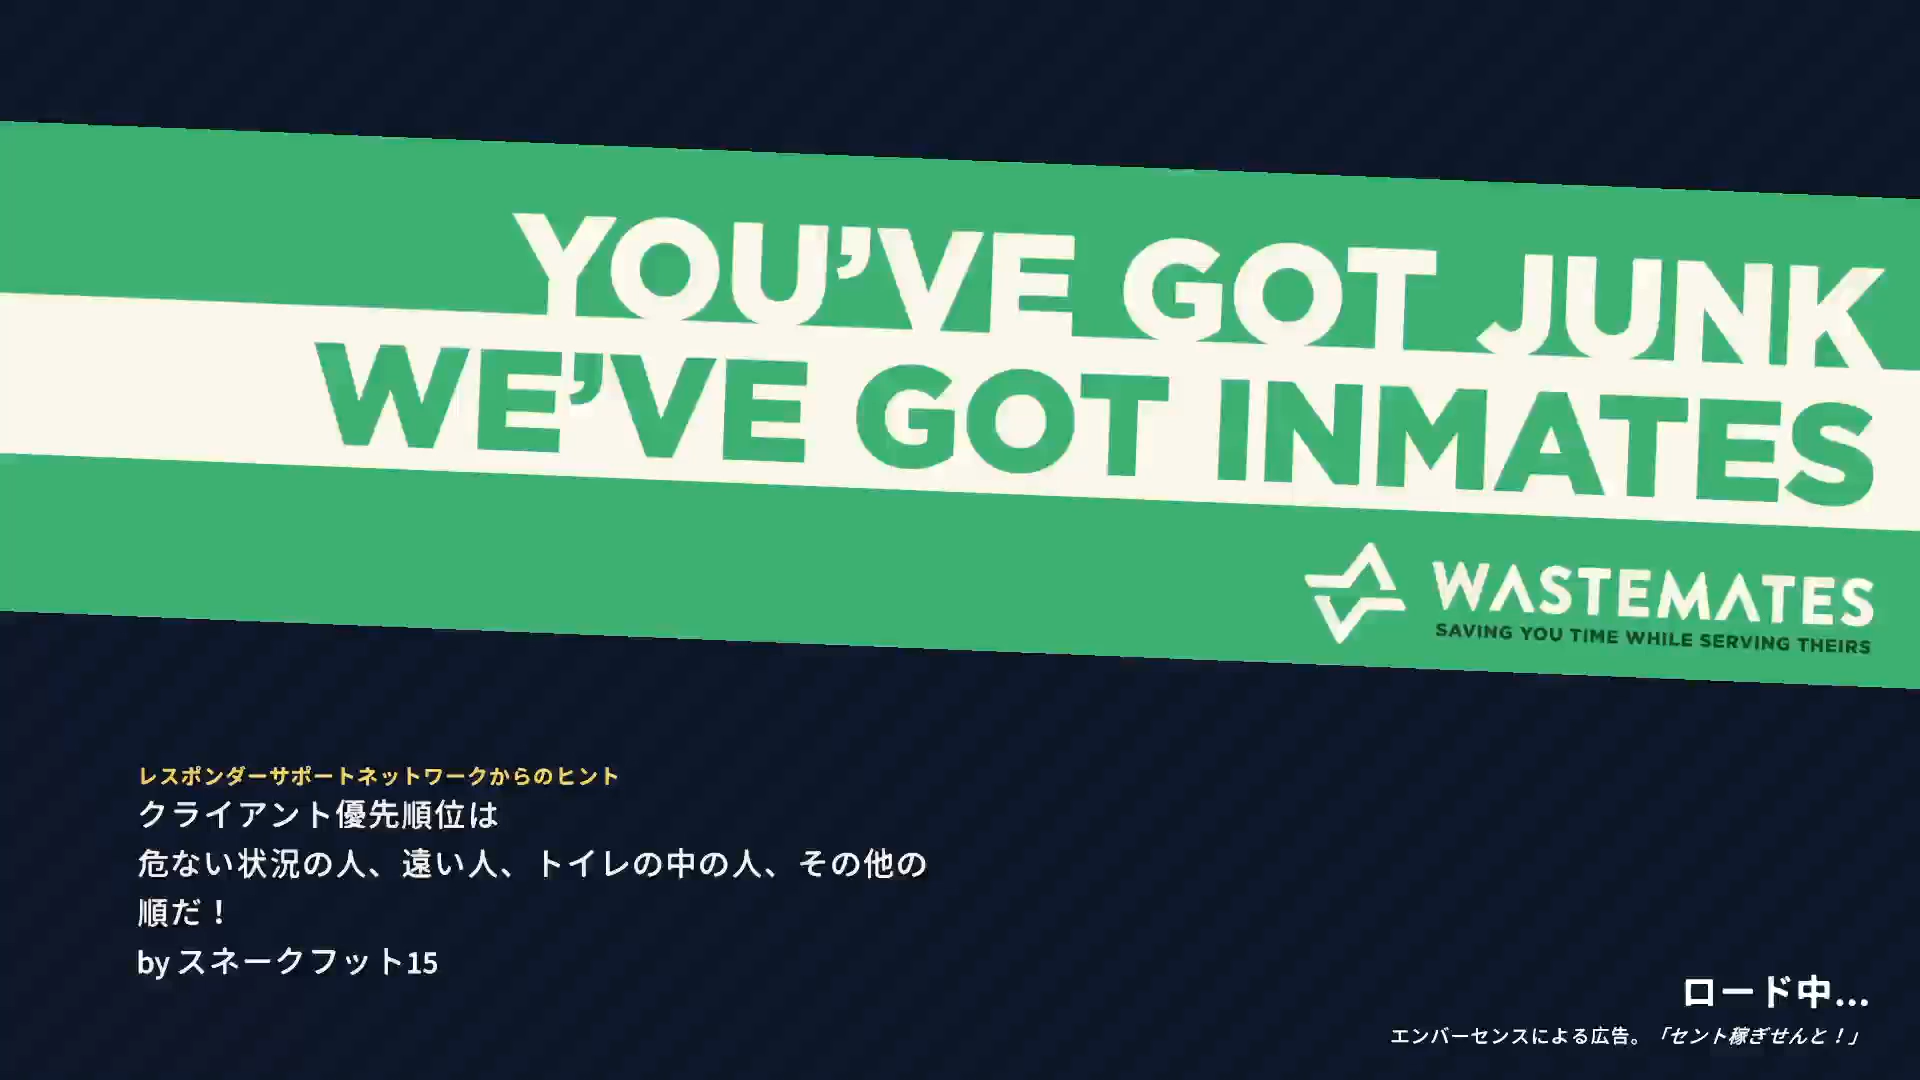 YOU'VE GOT JUNK
WE'VE GOT INMATES
WASTEMATES
SAVING YOU TIME WHILE SERVING THEIRS
レスポンダーサポートネットワークからのヒント
クライアント優先順位は
危ない状況の人、遠い人、トイレの中の人、その他の
順だ！
by スネークフット15
ロード中...
エンバーセンスによる広告。「セント稼ぎせんと！」